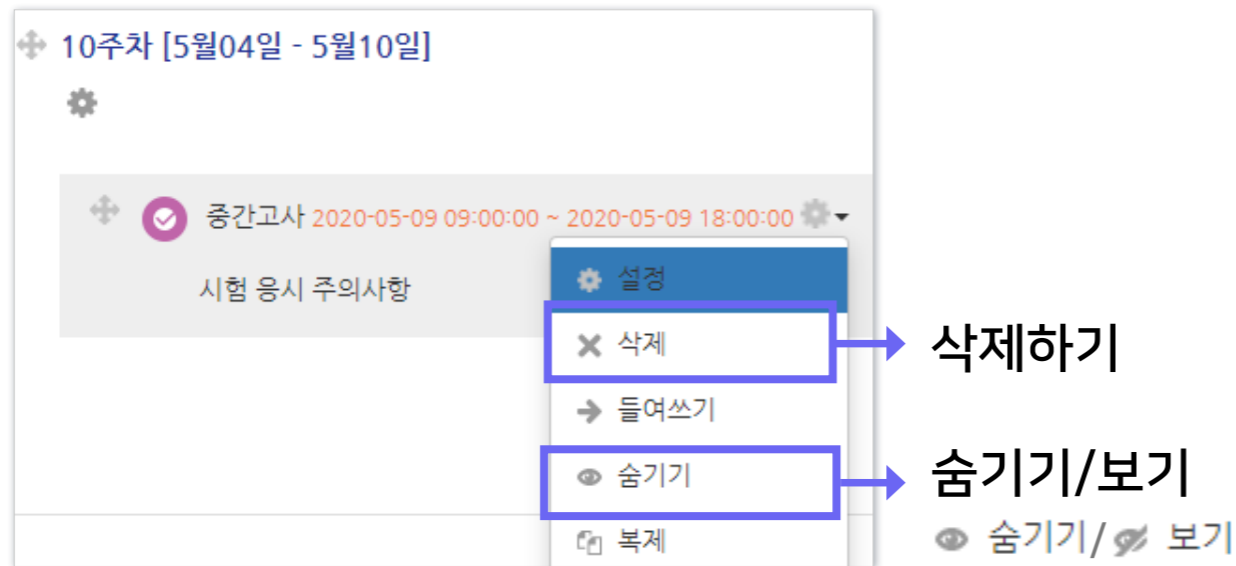 10주차 [5월04일 - 5월10일]
중간고사 2020-05-09 09:00:00 ~ 2020-05-09 18:00:00
시험 응시 주의사항
설정
삭제
삭제하기
들여쓰기
숨기기
숨기기/보기
숨기기/ 보기
복제